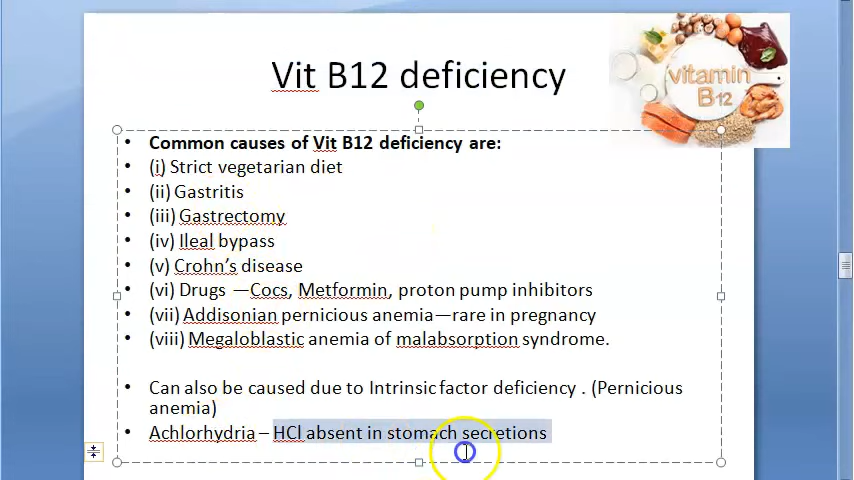 Vit B12 deficiency
vitamin
B12
• Common causes of Vit B12 deficiency are:
• (i) Strict vegetarian diet
• (ii) Gastritis
• (iii) Gastrectomy
• (iv) Ileal bypass
• (v) Crohn's disease
• (vi) Drugs —Cocs, Metformin, proton pump inhibitors
• (vii) Addisonian pernicious anemia—rare in pregnancy
• (viii) Megaloblastic anemia of malabsorption syndrome.
• Can also be caused due to Intrinsic factor deficiency . (Pernicious
anemia)
• Achlorhydria – HCl absent in stomach secretions